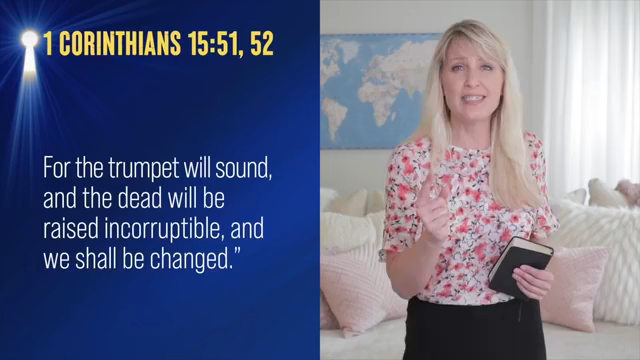 1 CORINTHIANS 15:51, 52
For the trumpet will sound,
and the dead will be
raised incorruptible, and
we shall be changed.”